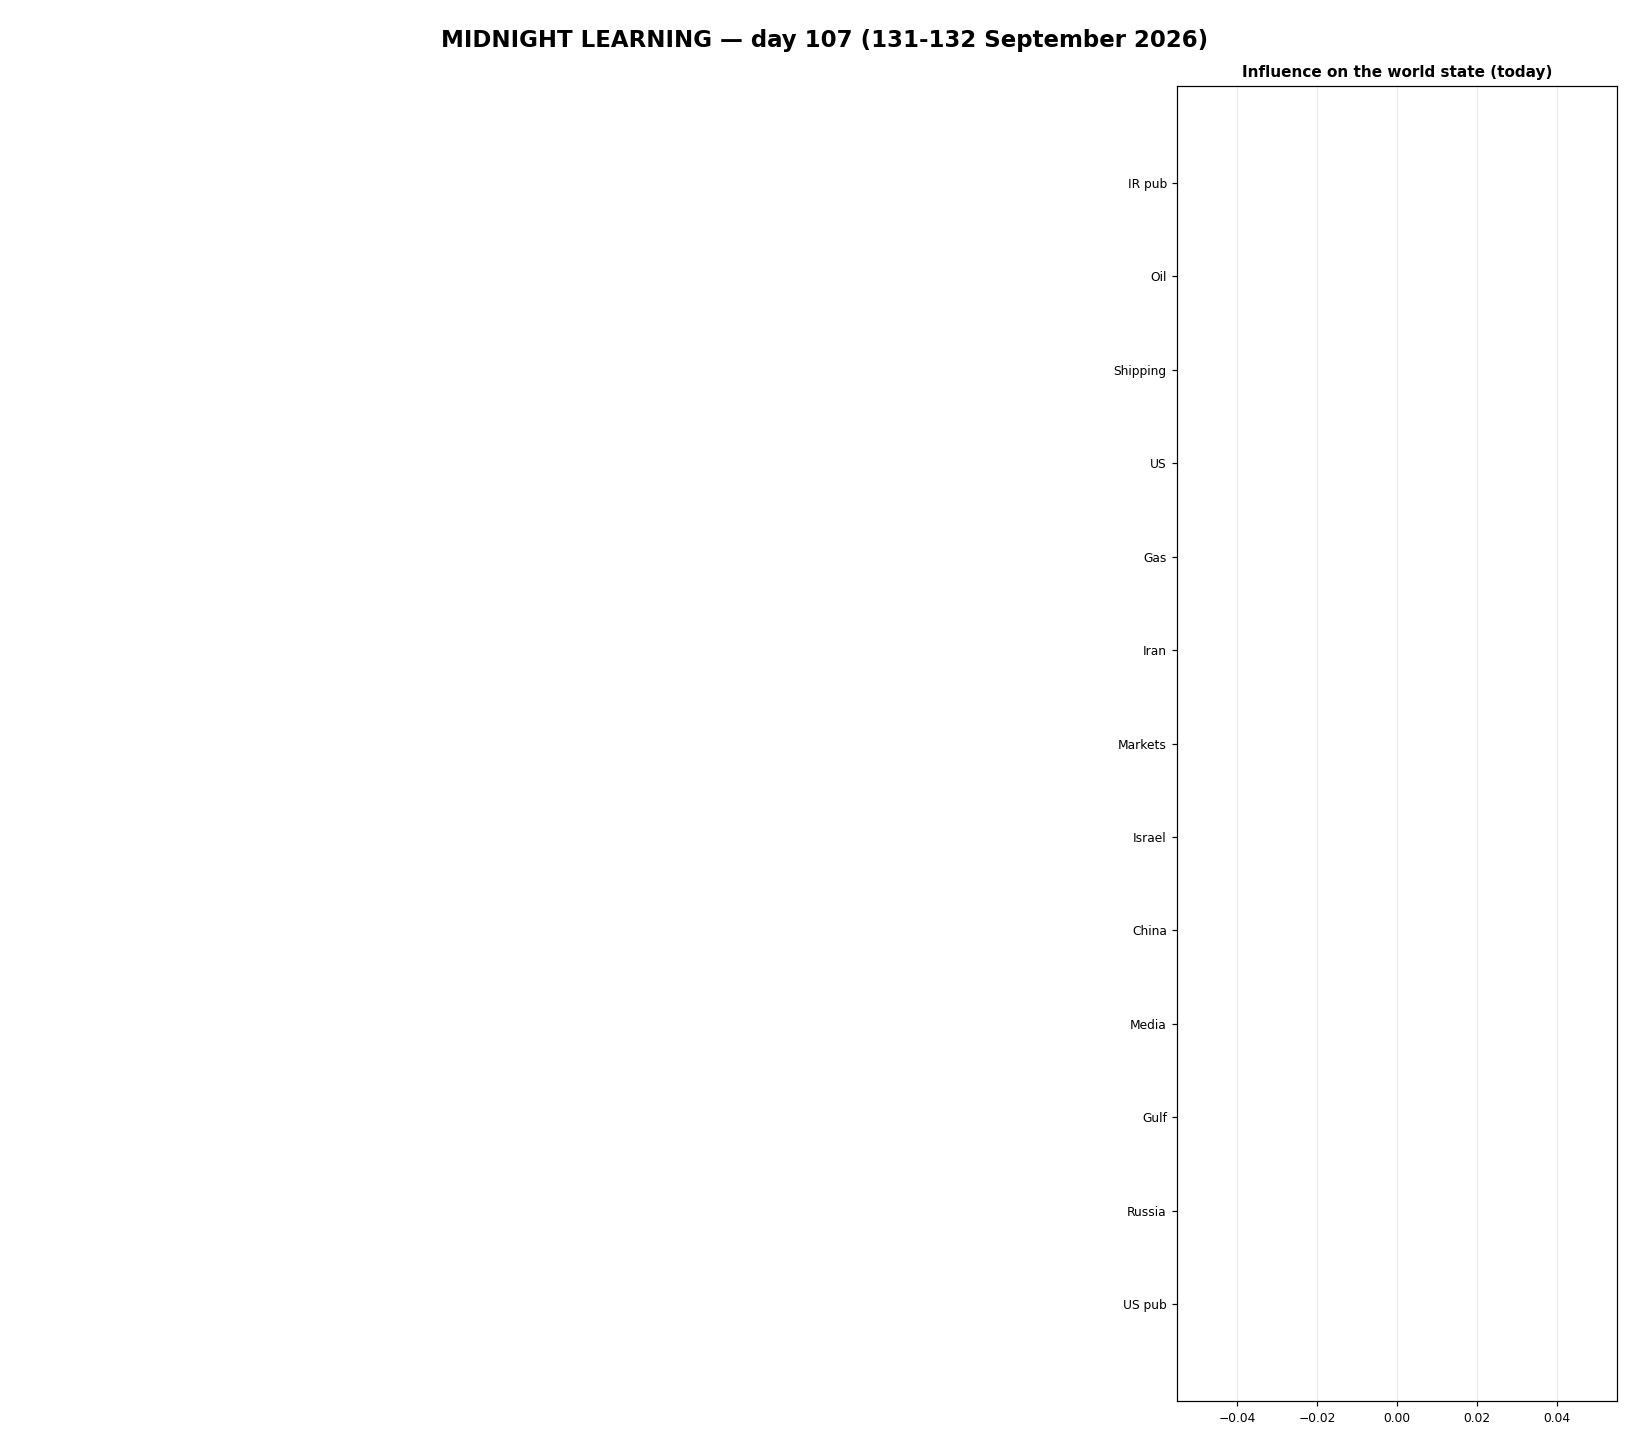 MIDNIGHT LEARNING — day 107 (131-132 September 2026)
Influence on the world state (today)
IR pub
Oil
Shipping
US
Gas
Iran
Markets
Israel
China
Media
Gulf
Russia
US pub
−0.04 −0.02 0.00 0.02 0.04